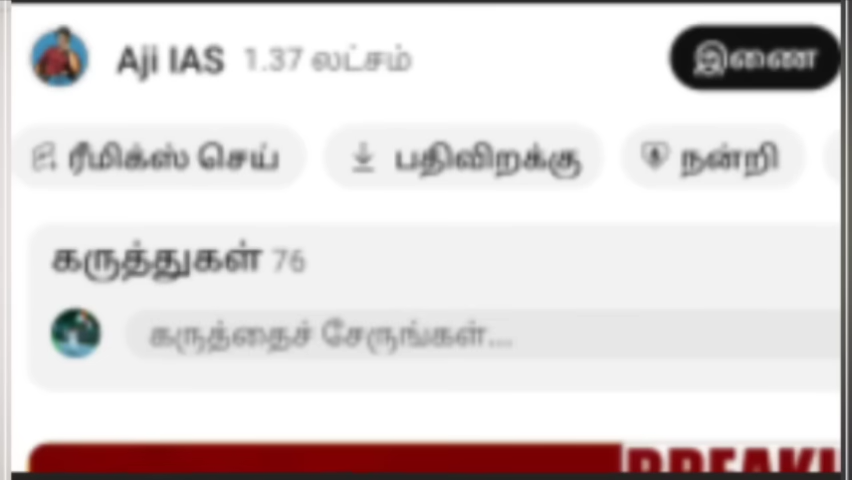 Aji IAS 1.37 லட்சம் இணை
ரீமிக்ஸ் செய் பதிவிறக்கு நன்றி
கருத்துகள் 76
கருத்தைச் சேருங்கள்...